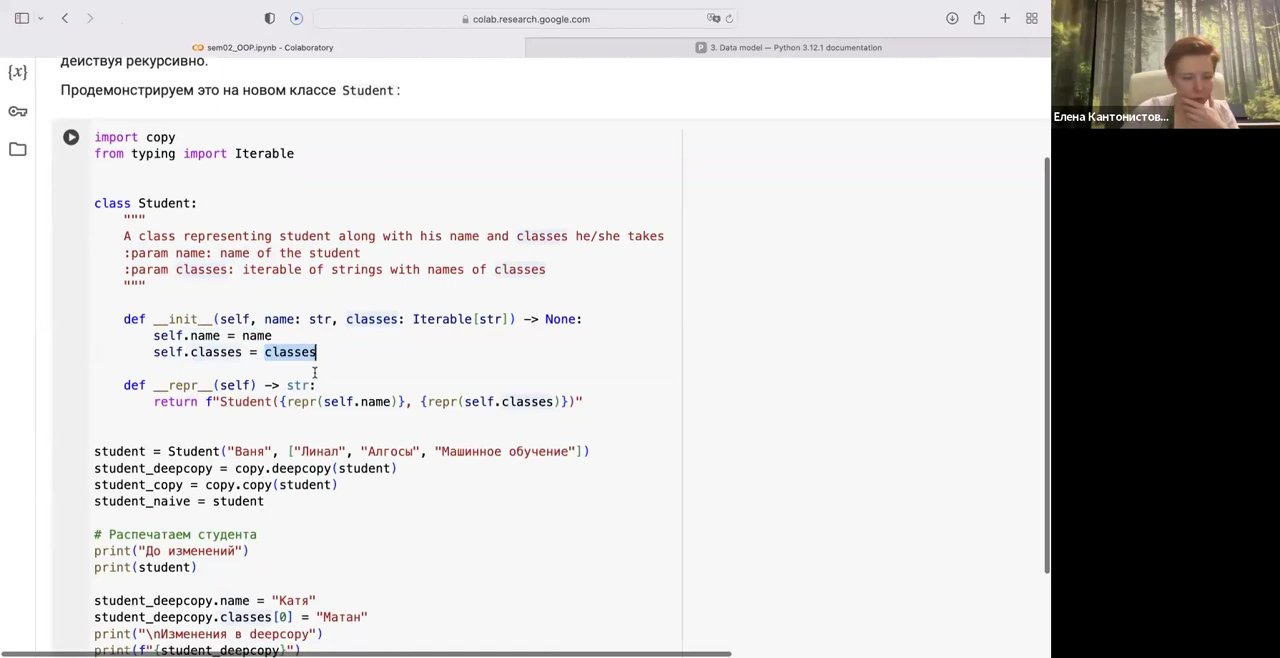 colab.research.google.com
sem02_OOP.ipynb - Colaboratory
3. Data model — Python 3.12.1 documentation
действуя рекурсивно.
Продемонстрируем это на новом классе Student:
import copy
from typing import Iterable
class Student:
"""
A class representing student along with his name and classes he/she takes
:param name: name of the student
:param classes: iterable of strings with names of classes
"""
def __init__(self, name: str, classes: Iterable[str]) -> None:
self.name = name
self.classes = classes
def __repr__(self) -> str:
return f"Student({repr(self.name)}, {repr(self.classes)})"
student = Student("Ваня", ["Линал", "Алгосы", "Машинное обучение"])
student_deepcopy = copy.deepcopy(student)
student_copy = copy.copy(student)
student_naive = student
# Распечатаем студента
print("До изменений")
print(student)
student_deepcopy.name = "Катя"
student_deepcopy.classes[0] = "Матан"
print("\nИзменения в deepcopy")
print(f"{student_deepcopy}")
Елена Кантонистов...